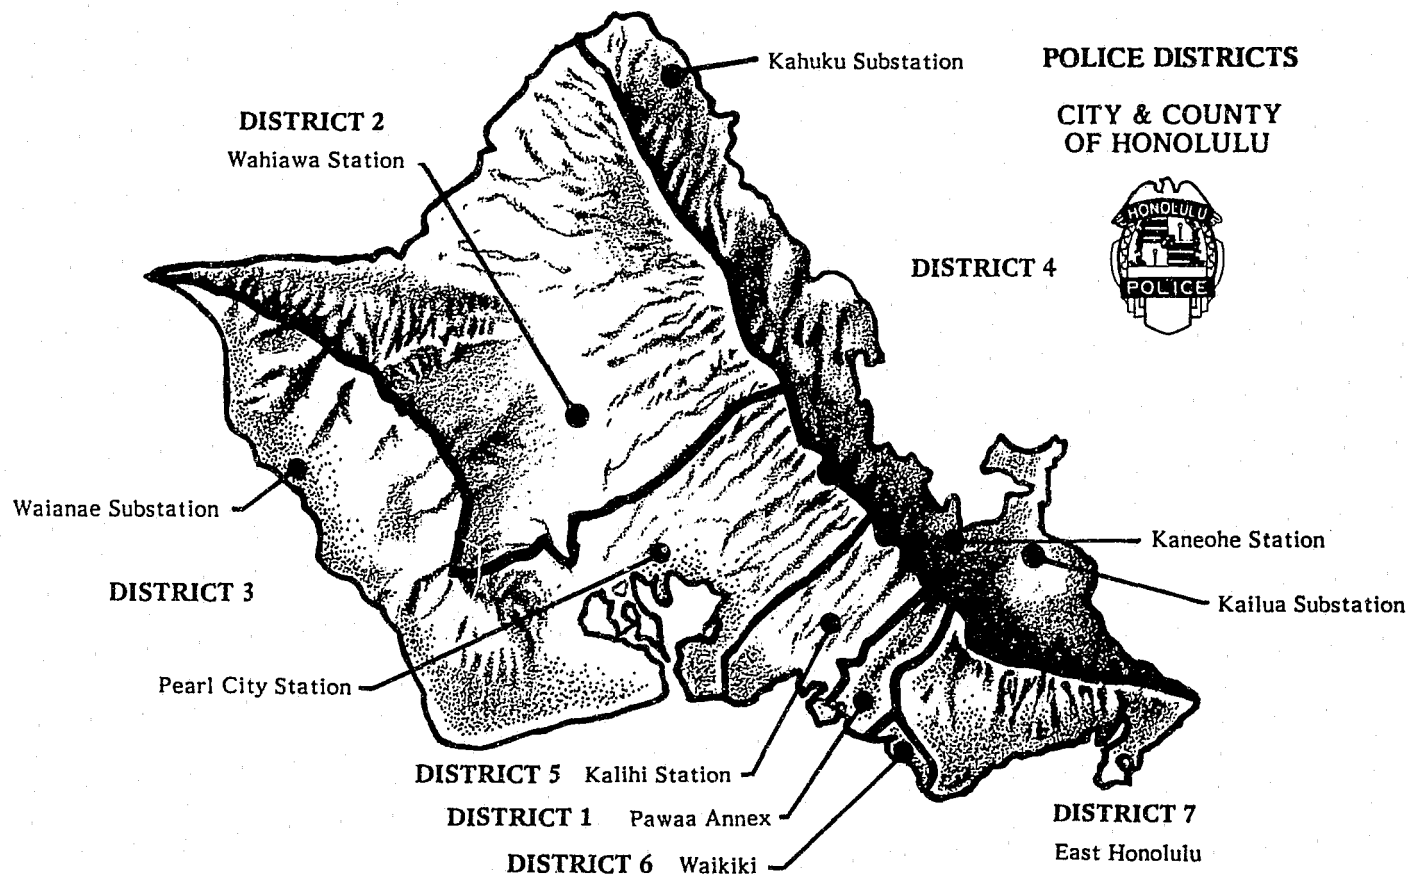 Kahuku Substation
POLICE DISTRICTS
CITY & COUNTY
OF HONOLULU
DISTRICT 2
Wahiawa Station
HONOLULU
POLICE
DISTRICT 4
Waianae Substation
Kaneohe Station
DISTRICT 3
Kailua Substation
Pearl City Station
DISTRICT 5 Kalihi Station
DISTRICT 1 Pawaa Annex
DISTRICT 6 Waikiki
DISTRICT 7
East Honolulu